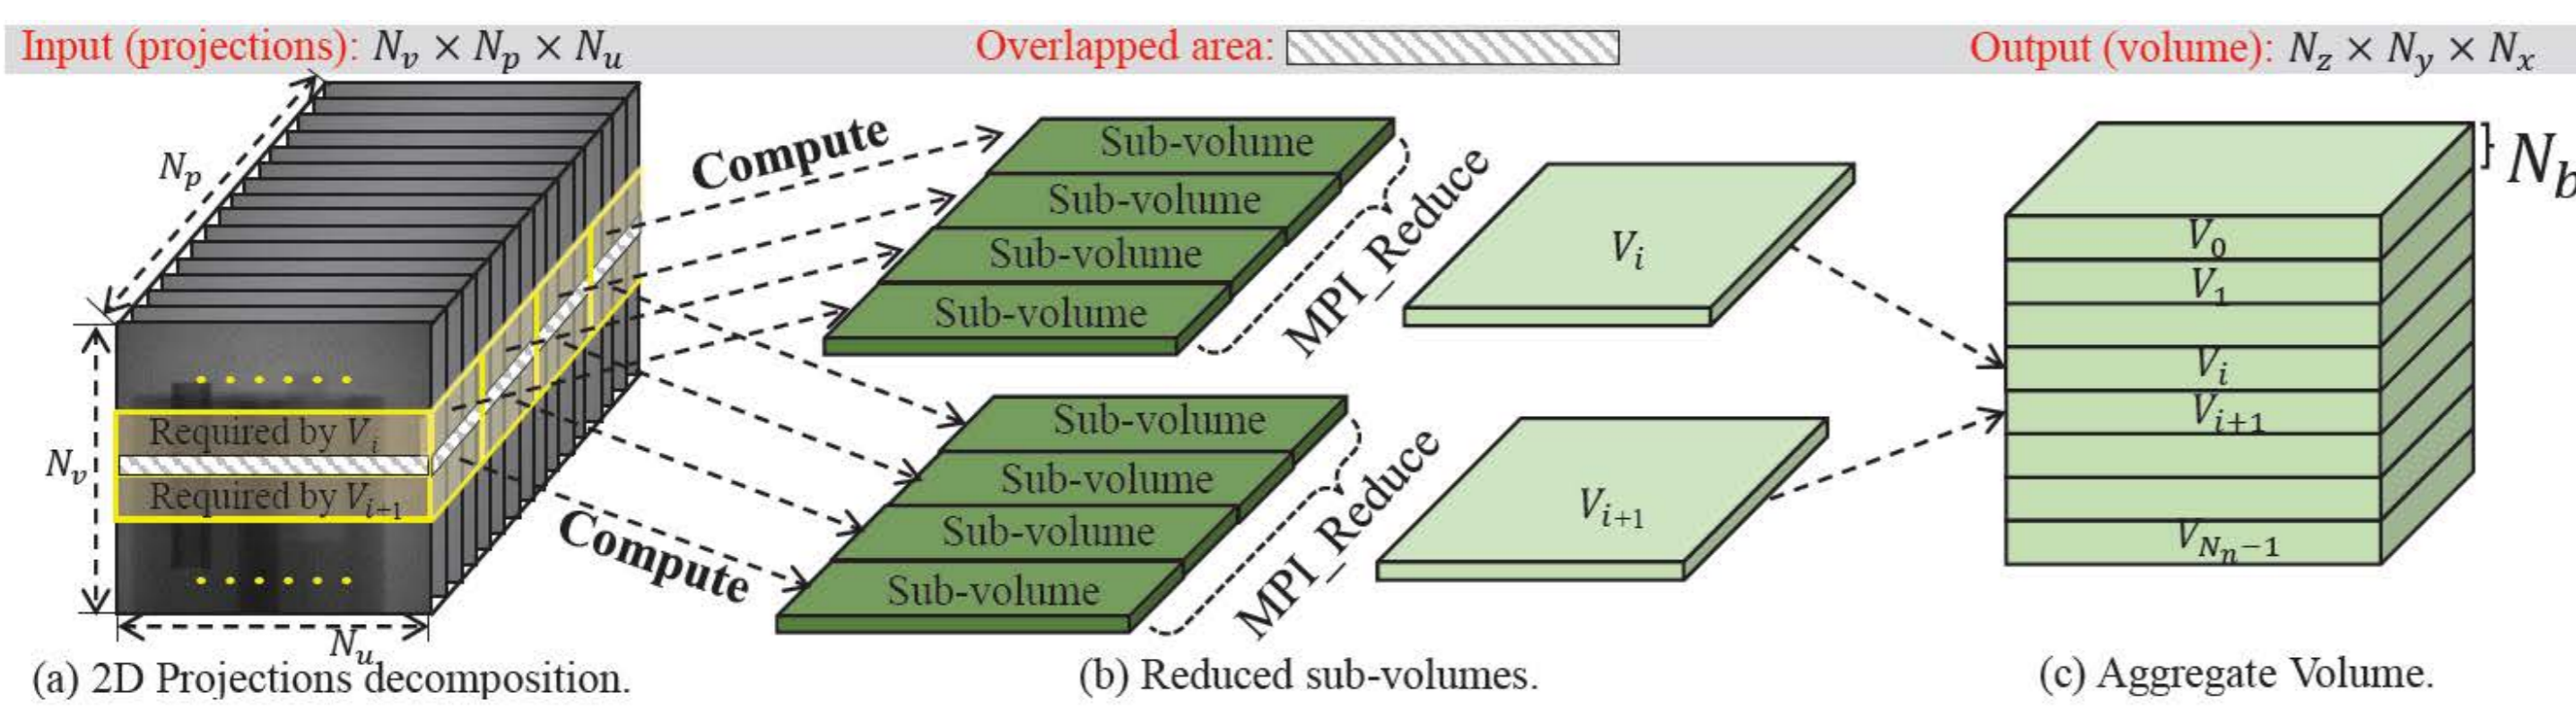 Input (projections): N_v × N_p × N_u
Overlapped area:
Output (volume): N_z × N_y × N_x
N_p
N_v
N_u
Required by V_i
Required by V_{i+1}
Compute
Compute
Sub-volume
Sub-volume
Sub-volume
Sub-volume
MPI_Reduce
Sub-volume
Sub-volume
Sub-volume
Sub-volume
MPI_Reduce
V_i
V_{i+1}
N_b
V_0
V_1
V_i
V_{i+1}
V_{N_n-1}
(a) 2D Projections decomposition.
(b) Reduced sub-volumes.
(c) Aggregate Volume.